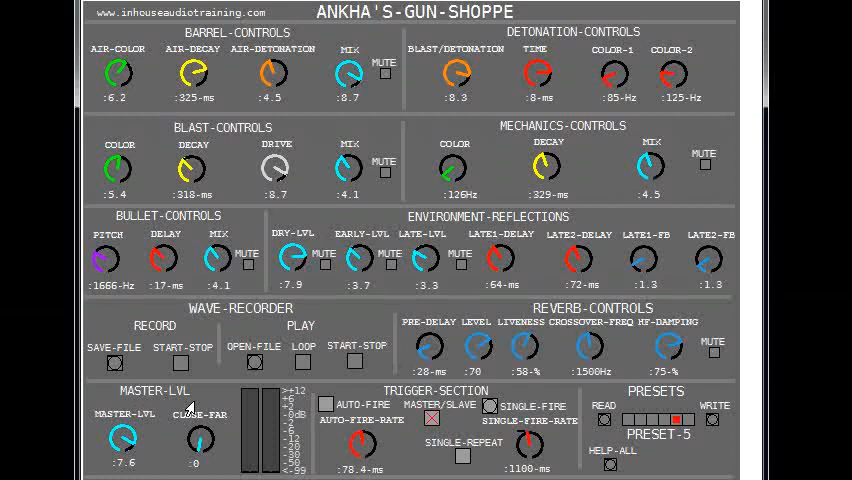 www.inhouseaudiotraining.com
ANKHA'S-GUN-SHOPPE
BARREL-CONTROLS
AIR-COLOR AIR-DECAY AIR-DETONATION MIX
MUTE
:6.2 :325-ms :4.5 :8.7
DETONATION-CONTROLS
BLAST/DETONATION TIME COLOR-1 COLOR-2
:8.3 :8-ms :85-Hz :125-Hz
BLAST-CONTROLS
COLOR DECAY DRIVE MIX
MUTE
:5.4 :318-ms :8.7 :4.1
MECHANICS-CONTROLS
COLOR DECAY MIX
MUTE
:126Hz :329-ms :4.5
BULLET-CONTROLS
PITCH DELAY MIX
MUTE
:1666-Hz :17-ms :4.1
ENVIRONMENT-REFLECTIONS
DRY-LVL EARLY-LVL LATE-LVL LATE1-DELAY LATE2-DELAY LATE1-FB LATE2-FB
MUTE MUTE MUTE
:7.9 :3.7 :3.3 :64-ms :72-ms :1.3 :1.3
WAVE-RECORDER
RECORD PLAY
SAVE-FILE START-STOP OPEN-FILE LOOP START-STOP
REVERB-CONTROLS
PRE-DELAY LEVEL LIVENESS CROSSOVER-FREQ HF-DAMPING
MUTE
:28-ms :70 :58-% :1500Hz :75-%
MASTER-LVL
MASTER-LVL CLOSE-FAR
:7.6 :0
>+12
+6
+2
-0dB
-2
-6
-12
-20
-30
-50
<-99
TRIGGER-SECTION
AUTO-FIRE MASTER/SLAVE SINGLE-FIRE
AUTO-FIRE-RATE SINGLE-FIRE-RATE
SINGLE-REPEAT
:78.4-ms :1100-ms
PRESETS
READ WRITE
PRESET-5
HELP-ALL